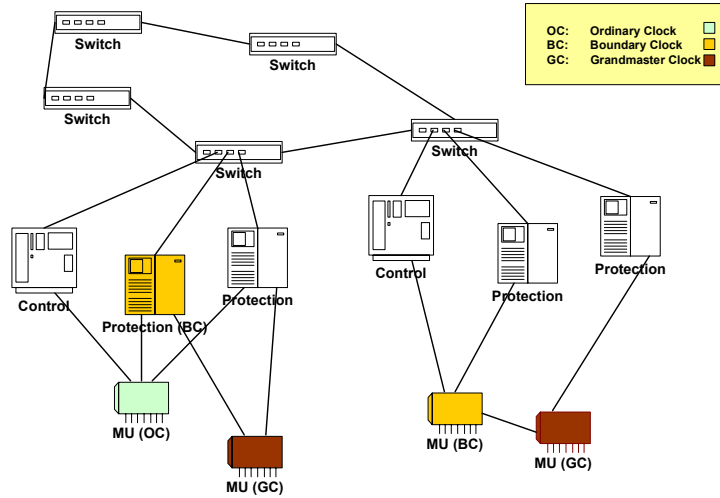 OC: Ordinary Clock
BC: Boundary Clock
GC: Grandmaster Clock
Switch
Switch
Switch
Switch
Switch
Control
Protection (BC)
Protection
Control
Protection
Protection
MU (OC)
MU (GC)
MU (BC)
MU (GC)